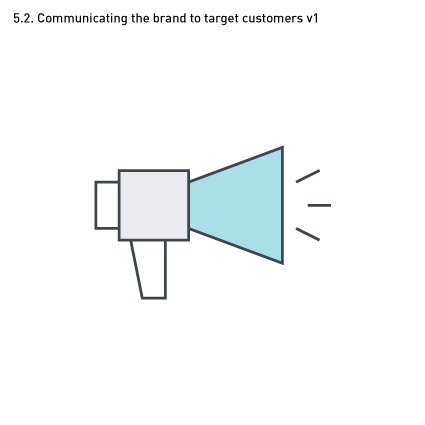 5.2. Communicating the brand to target customers v1